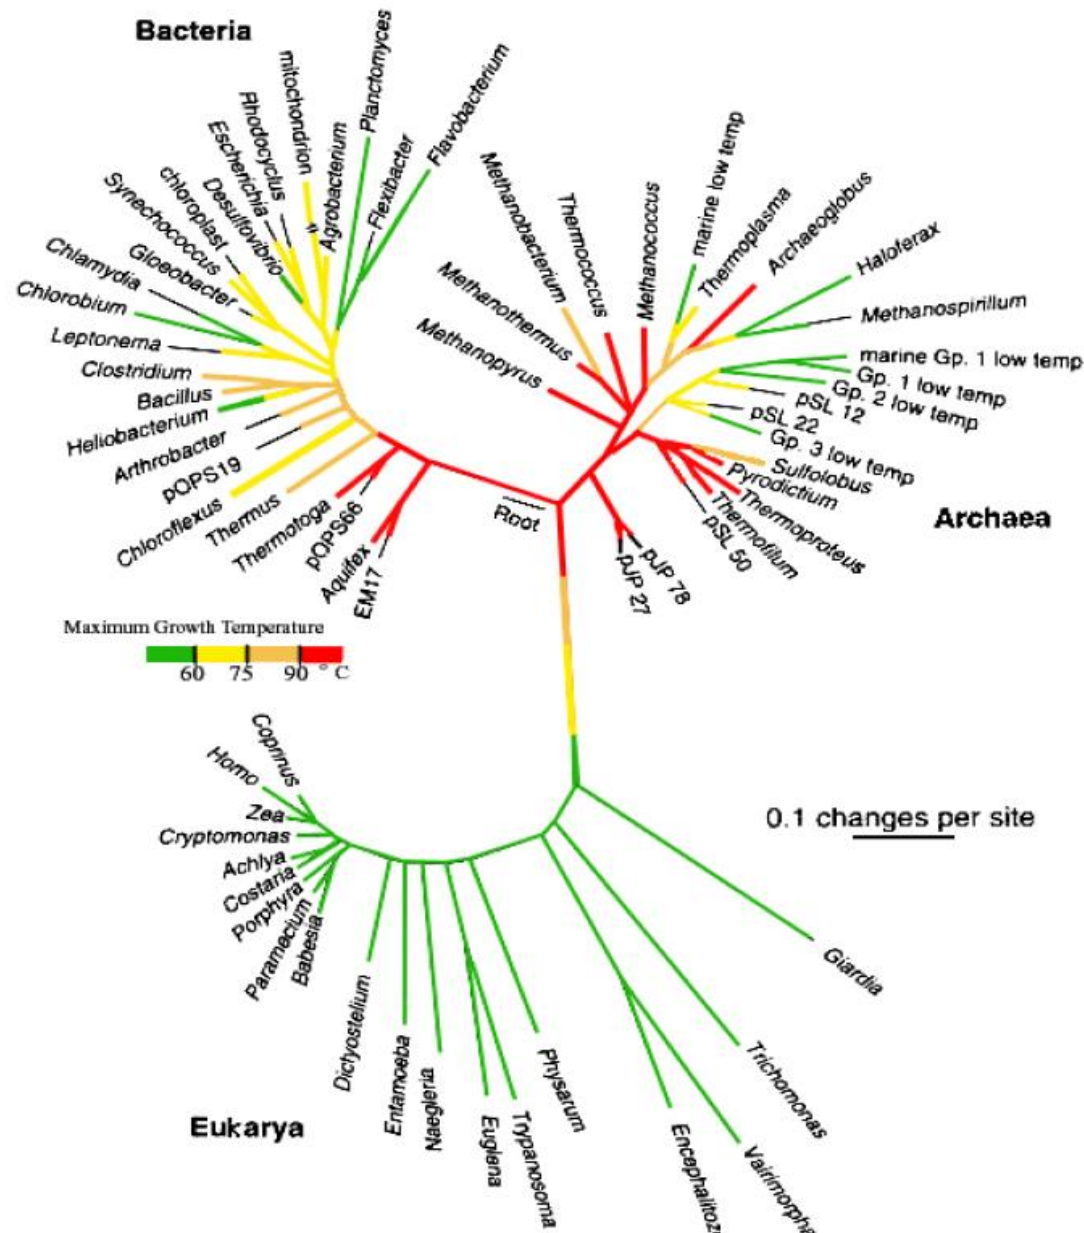 Bacteria
Planctomyces
Flavobacterium
mitochondrion
Rhodocyclus
Escherichia
Agrobacterium
Flexibacter
Desulfovibrio
chloroplast
Synechococcus
Gloeobacter
Chlamydia
Chlorobium
Leptonema
Clostridium
Bacillus
Heliobacterium
Arthrobacter
pOPS19
Chloroflexus
Thermus
Thermotoga
pOPS66
Aquifex
EM17
Root
Methanopyrus
Methanothermus
Methanobacterium
Thermococcus
Methanococcus
marine low temp
Thermoplasma
Archaeoglobus
Haloferax
Methanospirillum
marine Gp. 1 low temp
Gp. 1 low temp
Gp. 2 low temp
pSL 12
pSL 22
Gp. 3 low temp
Sulfolobus
Pyrodictium
Thermoproteus
Thermofilum
pSL 50
pJP 78
pJP 27
Archaea
Maximum Growth Temperature
60 75 90 ° C
Coprinus
Homo
Zea
Cryptomonas
Achlya
Costaria
Porphyra
Paramecium
Babesia
Dictyostelium
Entamoeba
Naegleria
Euglena
Trypanosoma
Physarum
Encephalitoz
Vairimorpha
Trichomonas
Giardia
0.1 changes per site
Eukarya